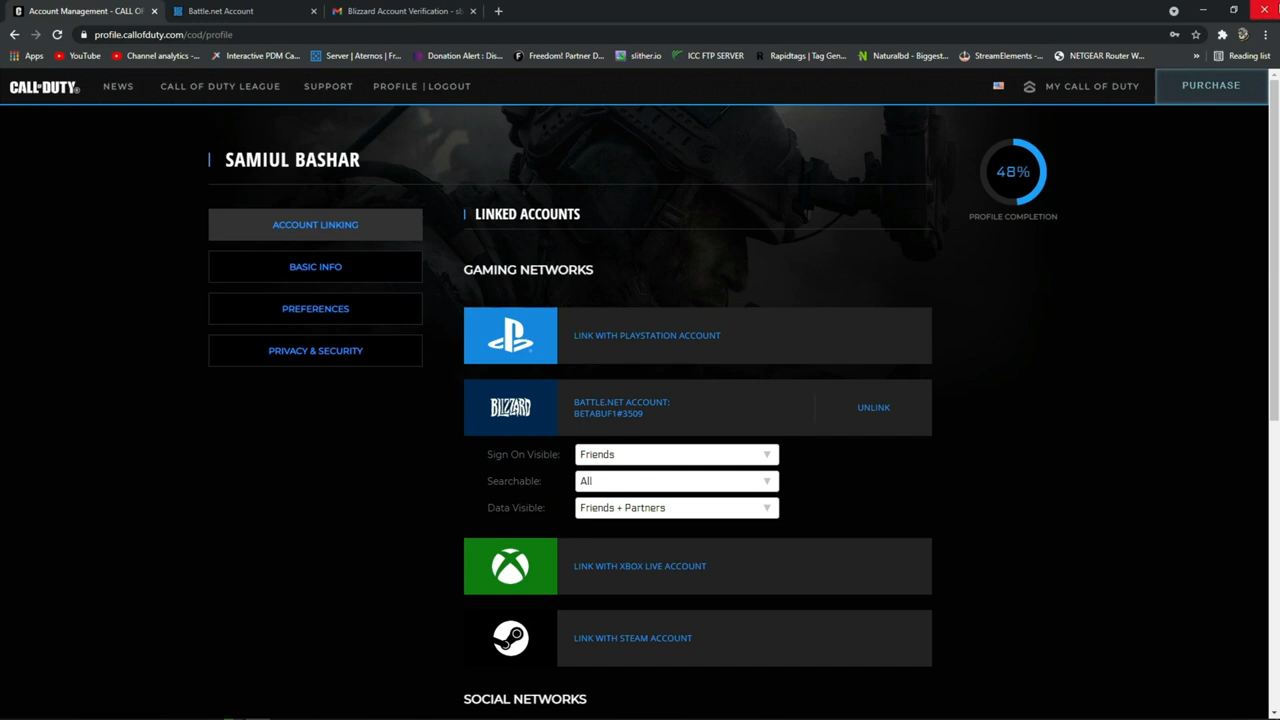 Account Management - CALL OF
Battle.net Account
Blizzard Account Verification - sb
profile.callofduty.com/cod/profile
Apps
YouTube
Channel analytics -...
Interactive PDM Ca...
Server | Aternos | Fr...
Donation Alert : Dis...
Freedom! Partner D...
slither.io
ICC FTP SERVER
Rapidtags | Tag Gen...
Naturalbd - Biggest...
StreamElements -...
NETGEAR Router W...
»
Reading list
CALL OF DUTY®
NEWS
CALL OF DUTY LEAGUE
SUPPORT
PROFILE | LOGOUT
MY CALL OF DUTY
PURCHASE
SAMIUL BASHAR
48%
PROFILE COMPLETION
ACCOUNT LINKING
BASIC INFO
PREFERENCES
PRIVACY & SECURITY
LINKED ACCOUNTS
GAMING NETWORKS
LINK WITH PLAYSTATION ACCOUNT
BLIZZARD
BATTLE.NET ACCOUNT:
BETABUF1#3509
UNLINK
Sign On Visible:
Friends
Searchable:
All
Data Visible:
Friends + Partners
LINK WITH XBOX LIVE ACCOUNT
LINK WITH STEAM ACCOUNT
SOCIAL NETWORKS